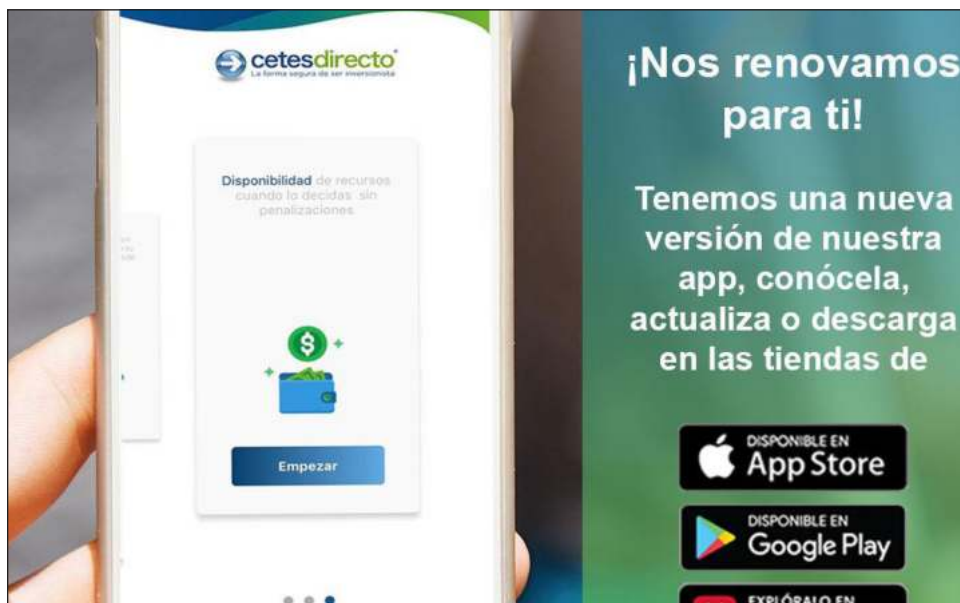 cetesdirecto
La forma segura de ser inversionista
Disponibilidad de recursos
cuando lo decidas sin
penalizaciones
Empezar
¡Nos renovamos
para ti!
Tenemos una nueva
versión de nuestra
app, conócela,
actualiza o descarga
en las tiendas de
DISPONIBLE EN
App Store
DISPONIBLE EN
Google Play
EXPLÓRALO EN